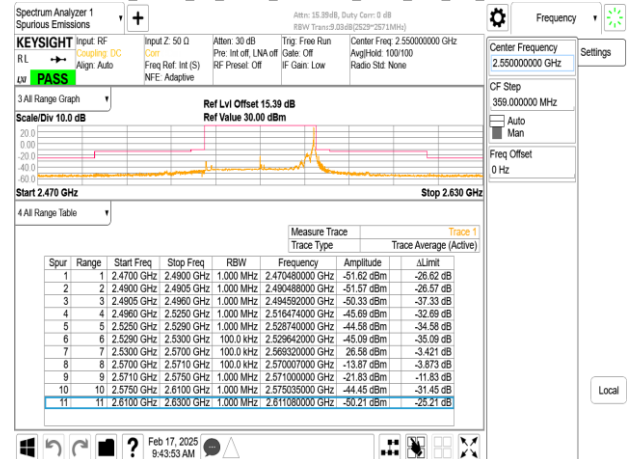 Spectrum Analyzer 1
Spurious Emissions
Attn: 15.39dB, Duty Corr: 0 dB
RBW Trans:9.03dB(2529~2571MHz)
Frequency
KEYSIGHT
Input: RF
Input Z: 50 Ω
Atten: 30 dB
Trig: Free Run
Center Freq: 2.550000000 GHz
RL
Coupling: DC
Corr
Pre: Int off, LNA off
Gate: Off
Avg|Hold: 100/100
Align: Auto
Freq Ref: Int (S)
RF Presel: Off
IF Gain: Low
Radio Std: None
LXI
PASS
NFE: Adaptive
Center Frequency
2.550000000 GHz
Settings
CF Step
359.000000 MHz
Auto
Man
Freq Offset
0 Hz
Local
3 All Range Graph
Ref Lvl Offset 15.39 dB
Scale/Div 10.0 dB
Ref Value 30.00 dBm
20.0
0.00
-20.0
-40.0
-60.0
Start 2.470 GHz
Stop 2.630 GHz
4 All Range Table
Measure Trace Trace 1
Trace Type Trace Average (Active)
Spur Range Start Freq Stop Freq RBW Frequency Amplitude ΔLimit
1 1 2.4700 GHz 2.4900 GHz 1.000 MHz 2.470480000 GHz -51.62 dBm -26.62 dB
2 2 2.4900 GHz 2.4905 GHz 1.000 MHz 2.490488000 GHz -51.57 dBm -26.57 dB
3 3 2.4905 GHz 2.4960 GHz 1.000 MHz 2.494592000 GHz -50.33 dBm -37.33 dB
4 4 2.4960 GHz 2.5250 GHz 1.000 MHz 2.516474000 GHz -45.69 dBm -32.69 dB
5 5 2.5250 GHz 2.5290 GHz 1.000 MHz 2.528740000 GHz -44.58 dBm -34.58 dB
6 6 2.5290 GHz 2.5300 GHz 100.0 kHz 2.529642000 GHz -45.09 dBm -35.09 dB
7 7 2.5300 GHz 2.5700 GHz 100.0 kHz 2.569320000 GHz 26.58 dBm -3.421 dB
8 8 2.5700 GHz 2.5710 GHz 100.0 kHz 2.570007000 GHz -13.87 dBm -3.873 dB
9 9 2.5710 GHz 2.5750 GHz 1.000 MHz 2.571000000 GHz -21.83 dBm -11.83 dB
10 10 2.5750 GHz 2.6100 GHz 1.000 MHz 2.575035000 GHz -44.45 dBm -31.45 dB
11 11 2.6100 GHz 2.6300 GHz 1.000 MHz 2.611080000 GHz -50.21 dBm -25.21 dB
?
Feb 17, 2025
9:43:53 AM